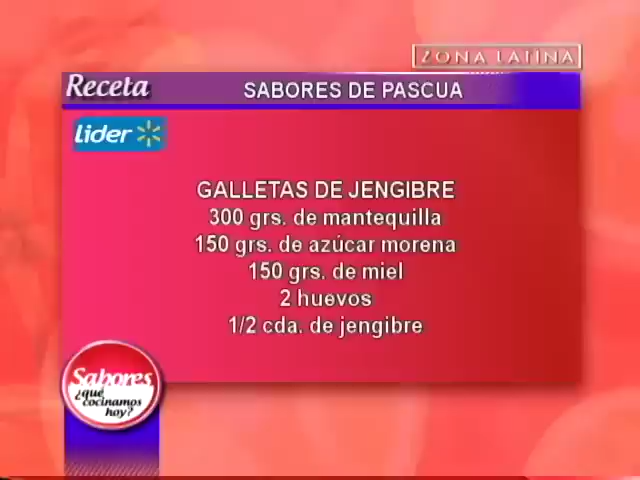 ZONA LATINA
Receta
SABORES DE PASCUA
lider
GALLETAS DE JENGIBRE
300 grs. de mantequilla
150 grs. de azúcar morena
150 grs. de miel
2 huevos
1/2 cda. de jengibre
Sabores
¿qué
cocinamos
hoy?